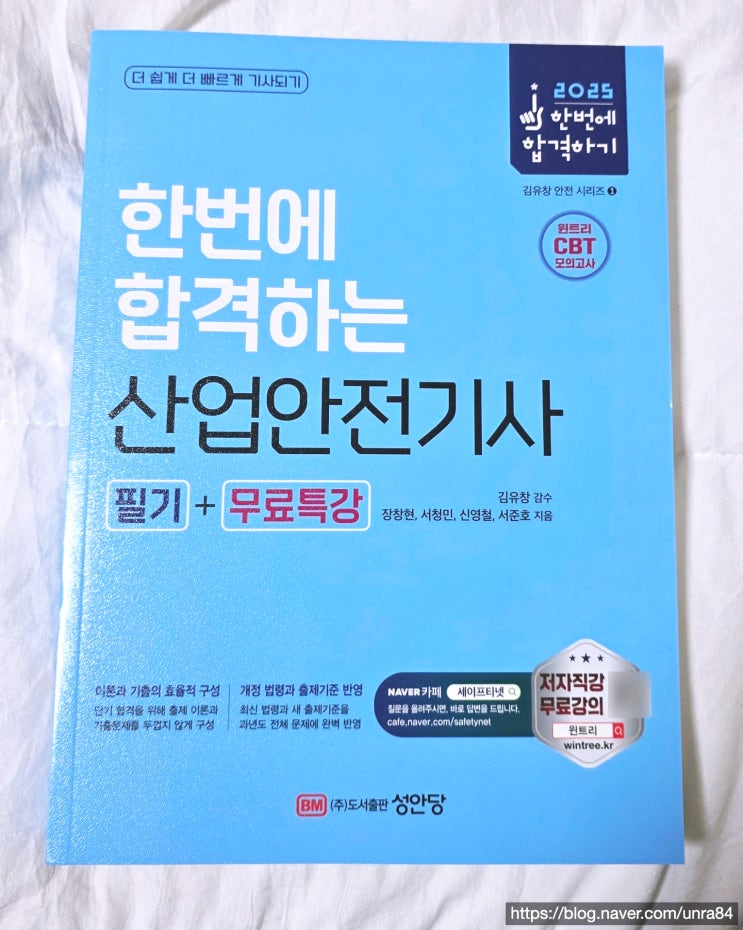 더 쉽게 더 빠르게 기사되기
2025
한번에
합격하기
김유창 안전 시리즈 1
윈트리
CBT
모의고사
한번에
합격하는
산업안전기사
필기 + 무료특강
김유창 감수
장창현, 서청민, 신영철, 서준호 지음
이론과 기출의 효율적 구성
단기 합격을 위해 출제 이론과
기출문제를 두껍지 않게 구성
개정 법령과 출제기준 반영
최신 법령과 새 출제기준을
과년도 전체 문제에 완벽 반영
NAVER 카페 세이프티넷
질문을 올려주시면, 바로 답변을 드립니다.
cafe.naver.com/safetynet
저자직강
무료강의
윈트리
wintree.kr
BM (주)도서출판 성안당
https://blog.naver.com/unra84